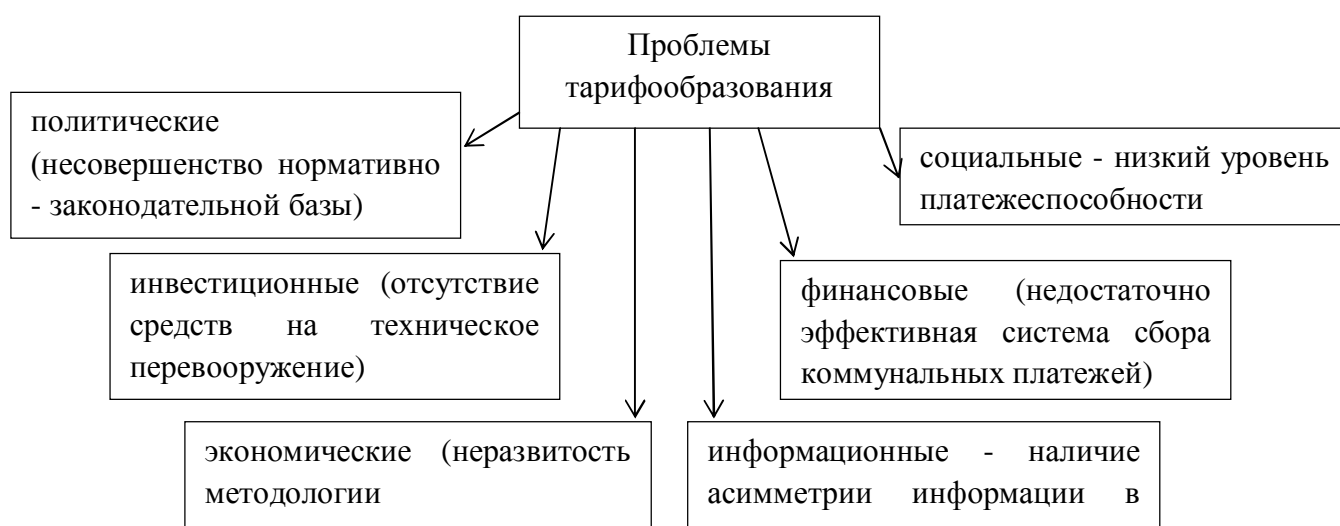 Проблемы
тарифообразования
политические
(несовершенство нормативно
- законодательной базы)
социальные - низкий уровень
платежеспособности
инвестиционные (отсутствие
средств на техническое
перевооружение)
финансовые (недостаточно
эффективная система сбора
коммунальных платежей)
экономические (неразвитость
методологии
информационные - наличие
асимметрии информации в